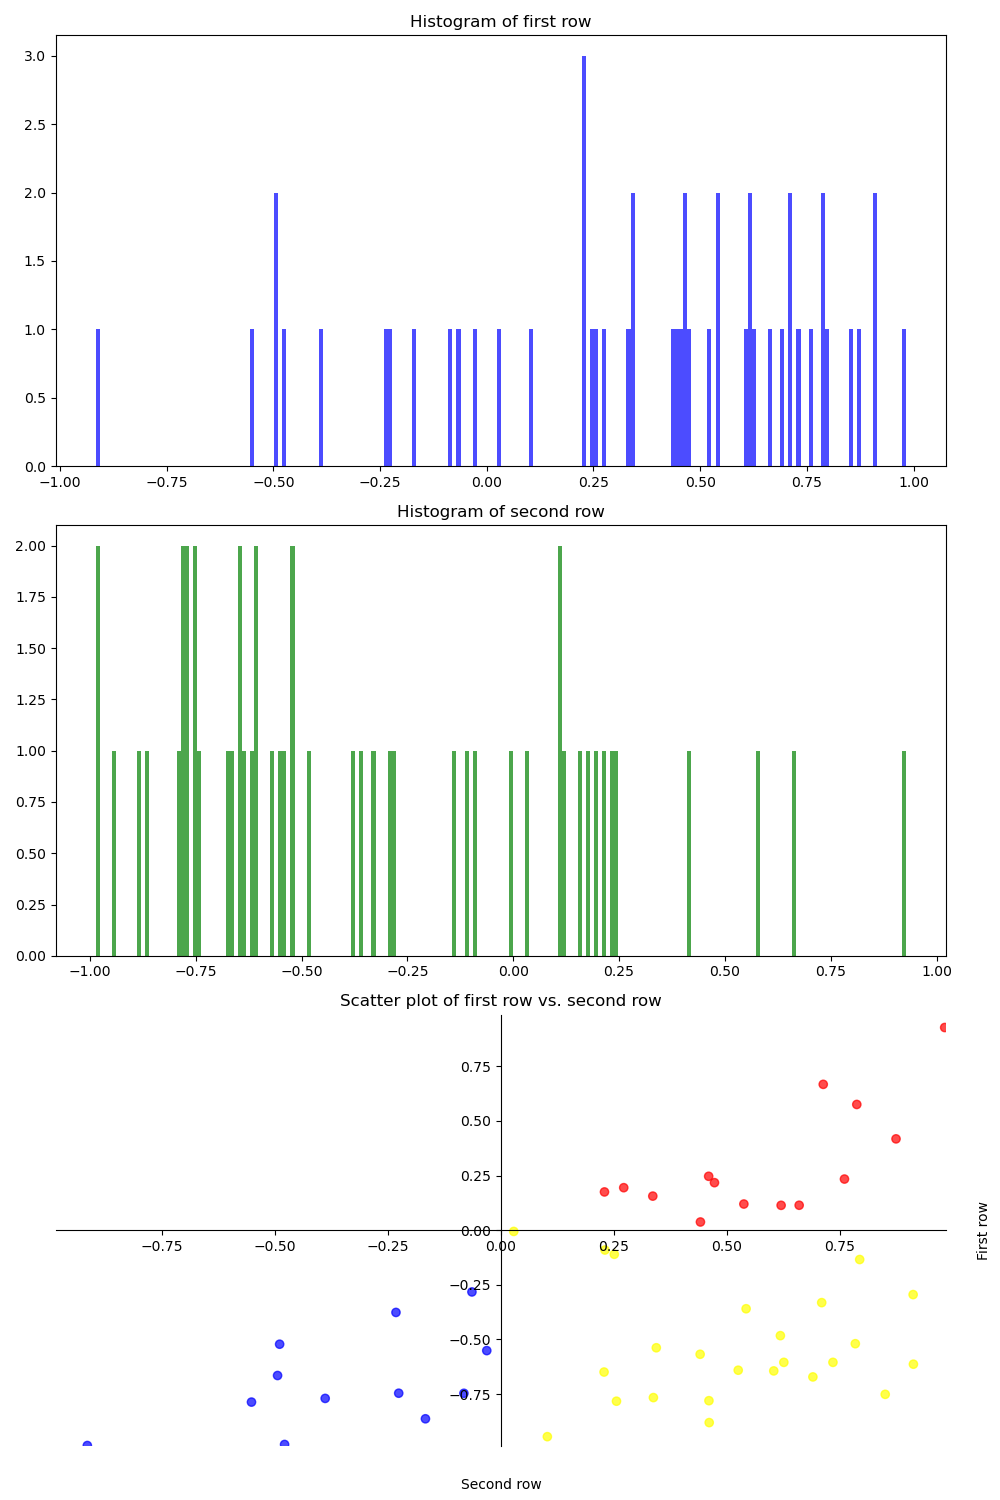 Histogram of first row
3.0
2.5
2.0
1.5
1.0
0.5
0.0
−1.00 −0.75 −0.50 −0.25 0.00 0.25 0.50 0.75 1.00
Histogram of second row
2.00
1.75
1.50
1.25
1.00
0.75
0.50
0.25
0.00
−1.00 −0.75 −0.50 −0.25 0.00 0.25 0.50 0.75 1.00
Scatter plot of first row vs. second row
0.75
0.50
0.25
0.00
−0.75 −0.50 −0.25 0.00 0.25 0.50 0.75
−0.25
−0.50
−0.75
First row
Second row